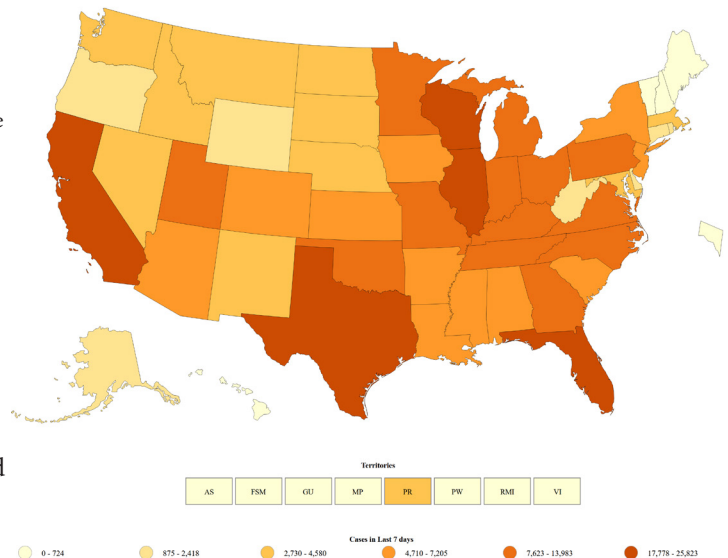 e
d
Territories
AS FSM GU MP PR PW RMI VI
Cases in Last 7 days
0 - 724 875 - 2,418 2,730 - 4,580 4,710 - 7,205 7,623 - 13,983 17,778 - 25,823